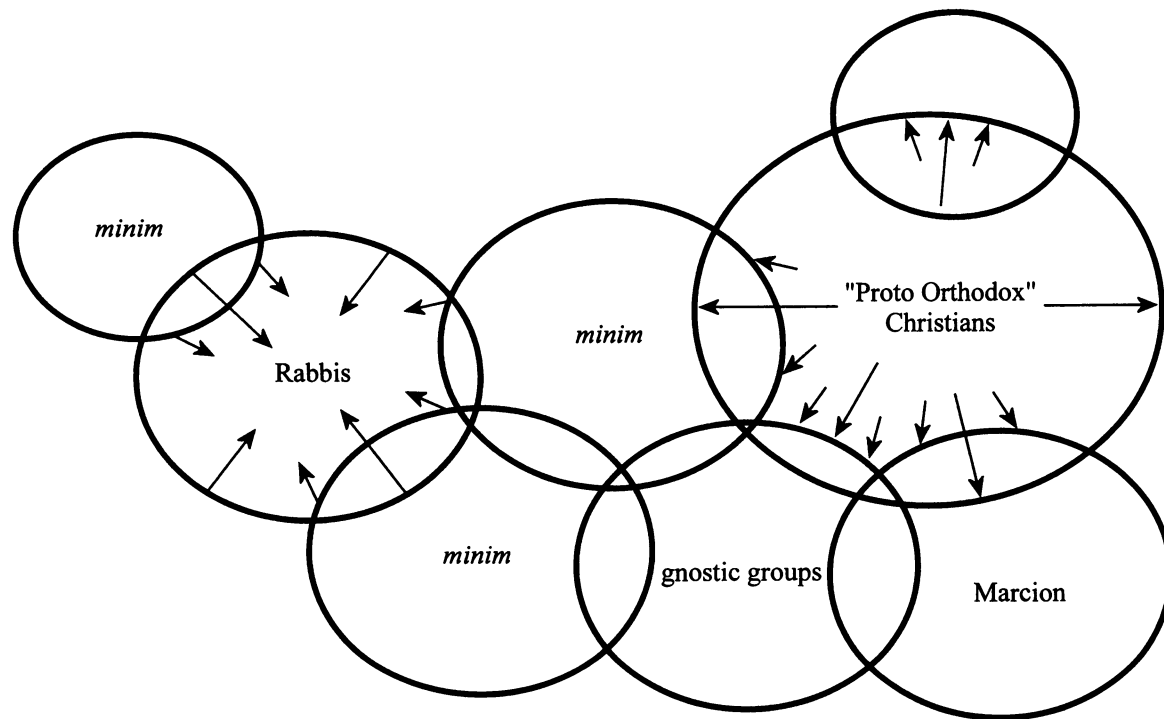 minim
"Proto Orthodox"
Christians
minim
Rabbis
minim
gnostic groups
Marcion